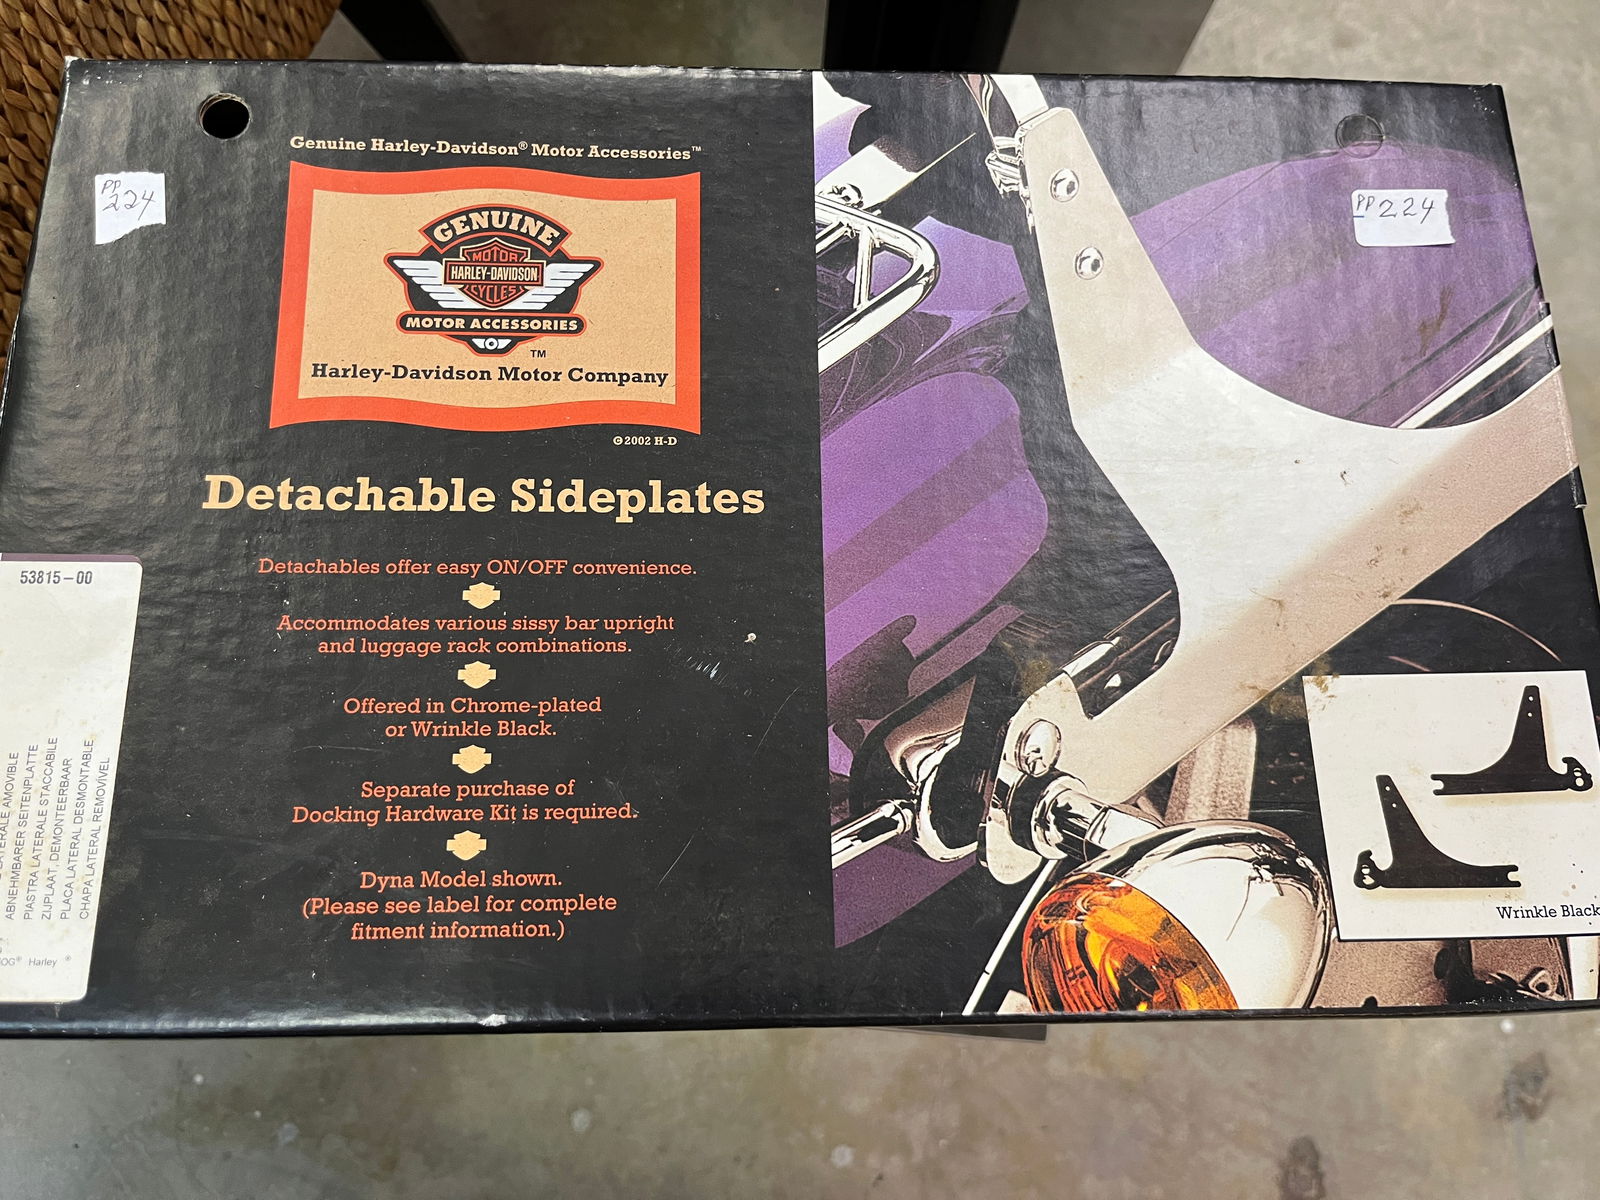 Genuine Harley-Davidson® Motor Accessories™
GENUINE
MOTOR
HARLEY-DAVIDSON
CYCLES
MOTOR ACCESSORIES
TM
Harley-Davidson Motor Company
©2002 H-D
Detachable Sideplates
Detachables offer easy ON/OFF convenience.
Accommodates various sissy bar upright
and luggage rack combinations.
Offered in Chrome-plated
or Wrinkle Black.
Separate purchase of
Docking Hardware Kit is required.
Dyna Model shown.
(Please see label for complete
fitment information.)
PP
224
PP 224
53815-00
AMOVIBLE
ABNEHMBARER SEITENPLATTE
PIASTRA LATERALE STACCABILE
ZIJPLAAT, DEMONTEERBAAR
PLACA LATERAL DESMONTABLE
CHAPA LATERAL REMOVÍVEL
Harley ®
Wrinkle Black